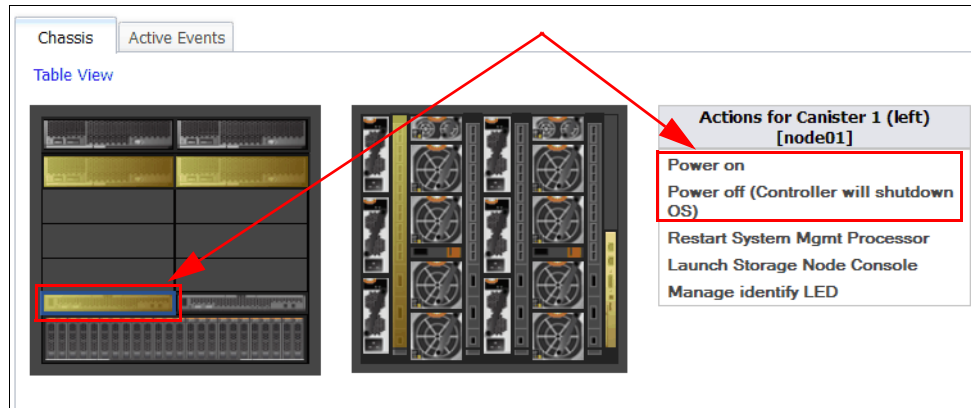 Chassis
Active Events
Table View
Actions for Canister 1 (left)
[node01]
Power on
Power off (Controller will shutdown
OS)
Restart System Mgmt Processor
Launch Storage Node Console
Manage identify LED